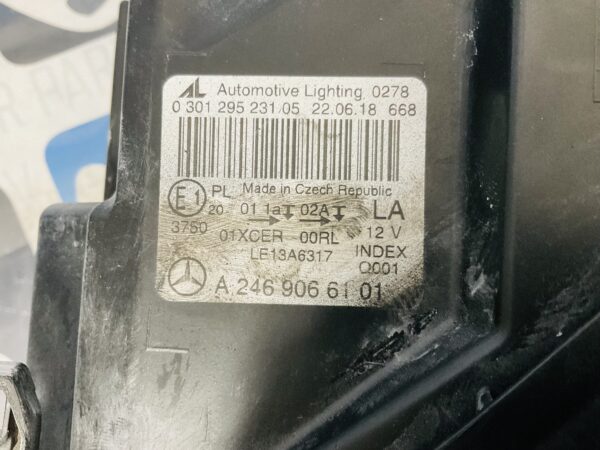 AL Automotive Lighting 0278
0 301 295 231.05 22.06.18 668
E1 PL Made in Czech Republic
20 01 1a 02A LA
3750 01XCER 00RL 12 V
LE13A6317 INDEX
Q001
A 246 906 61 01